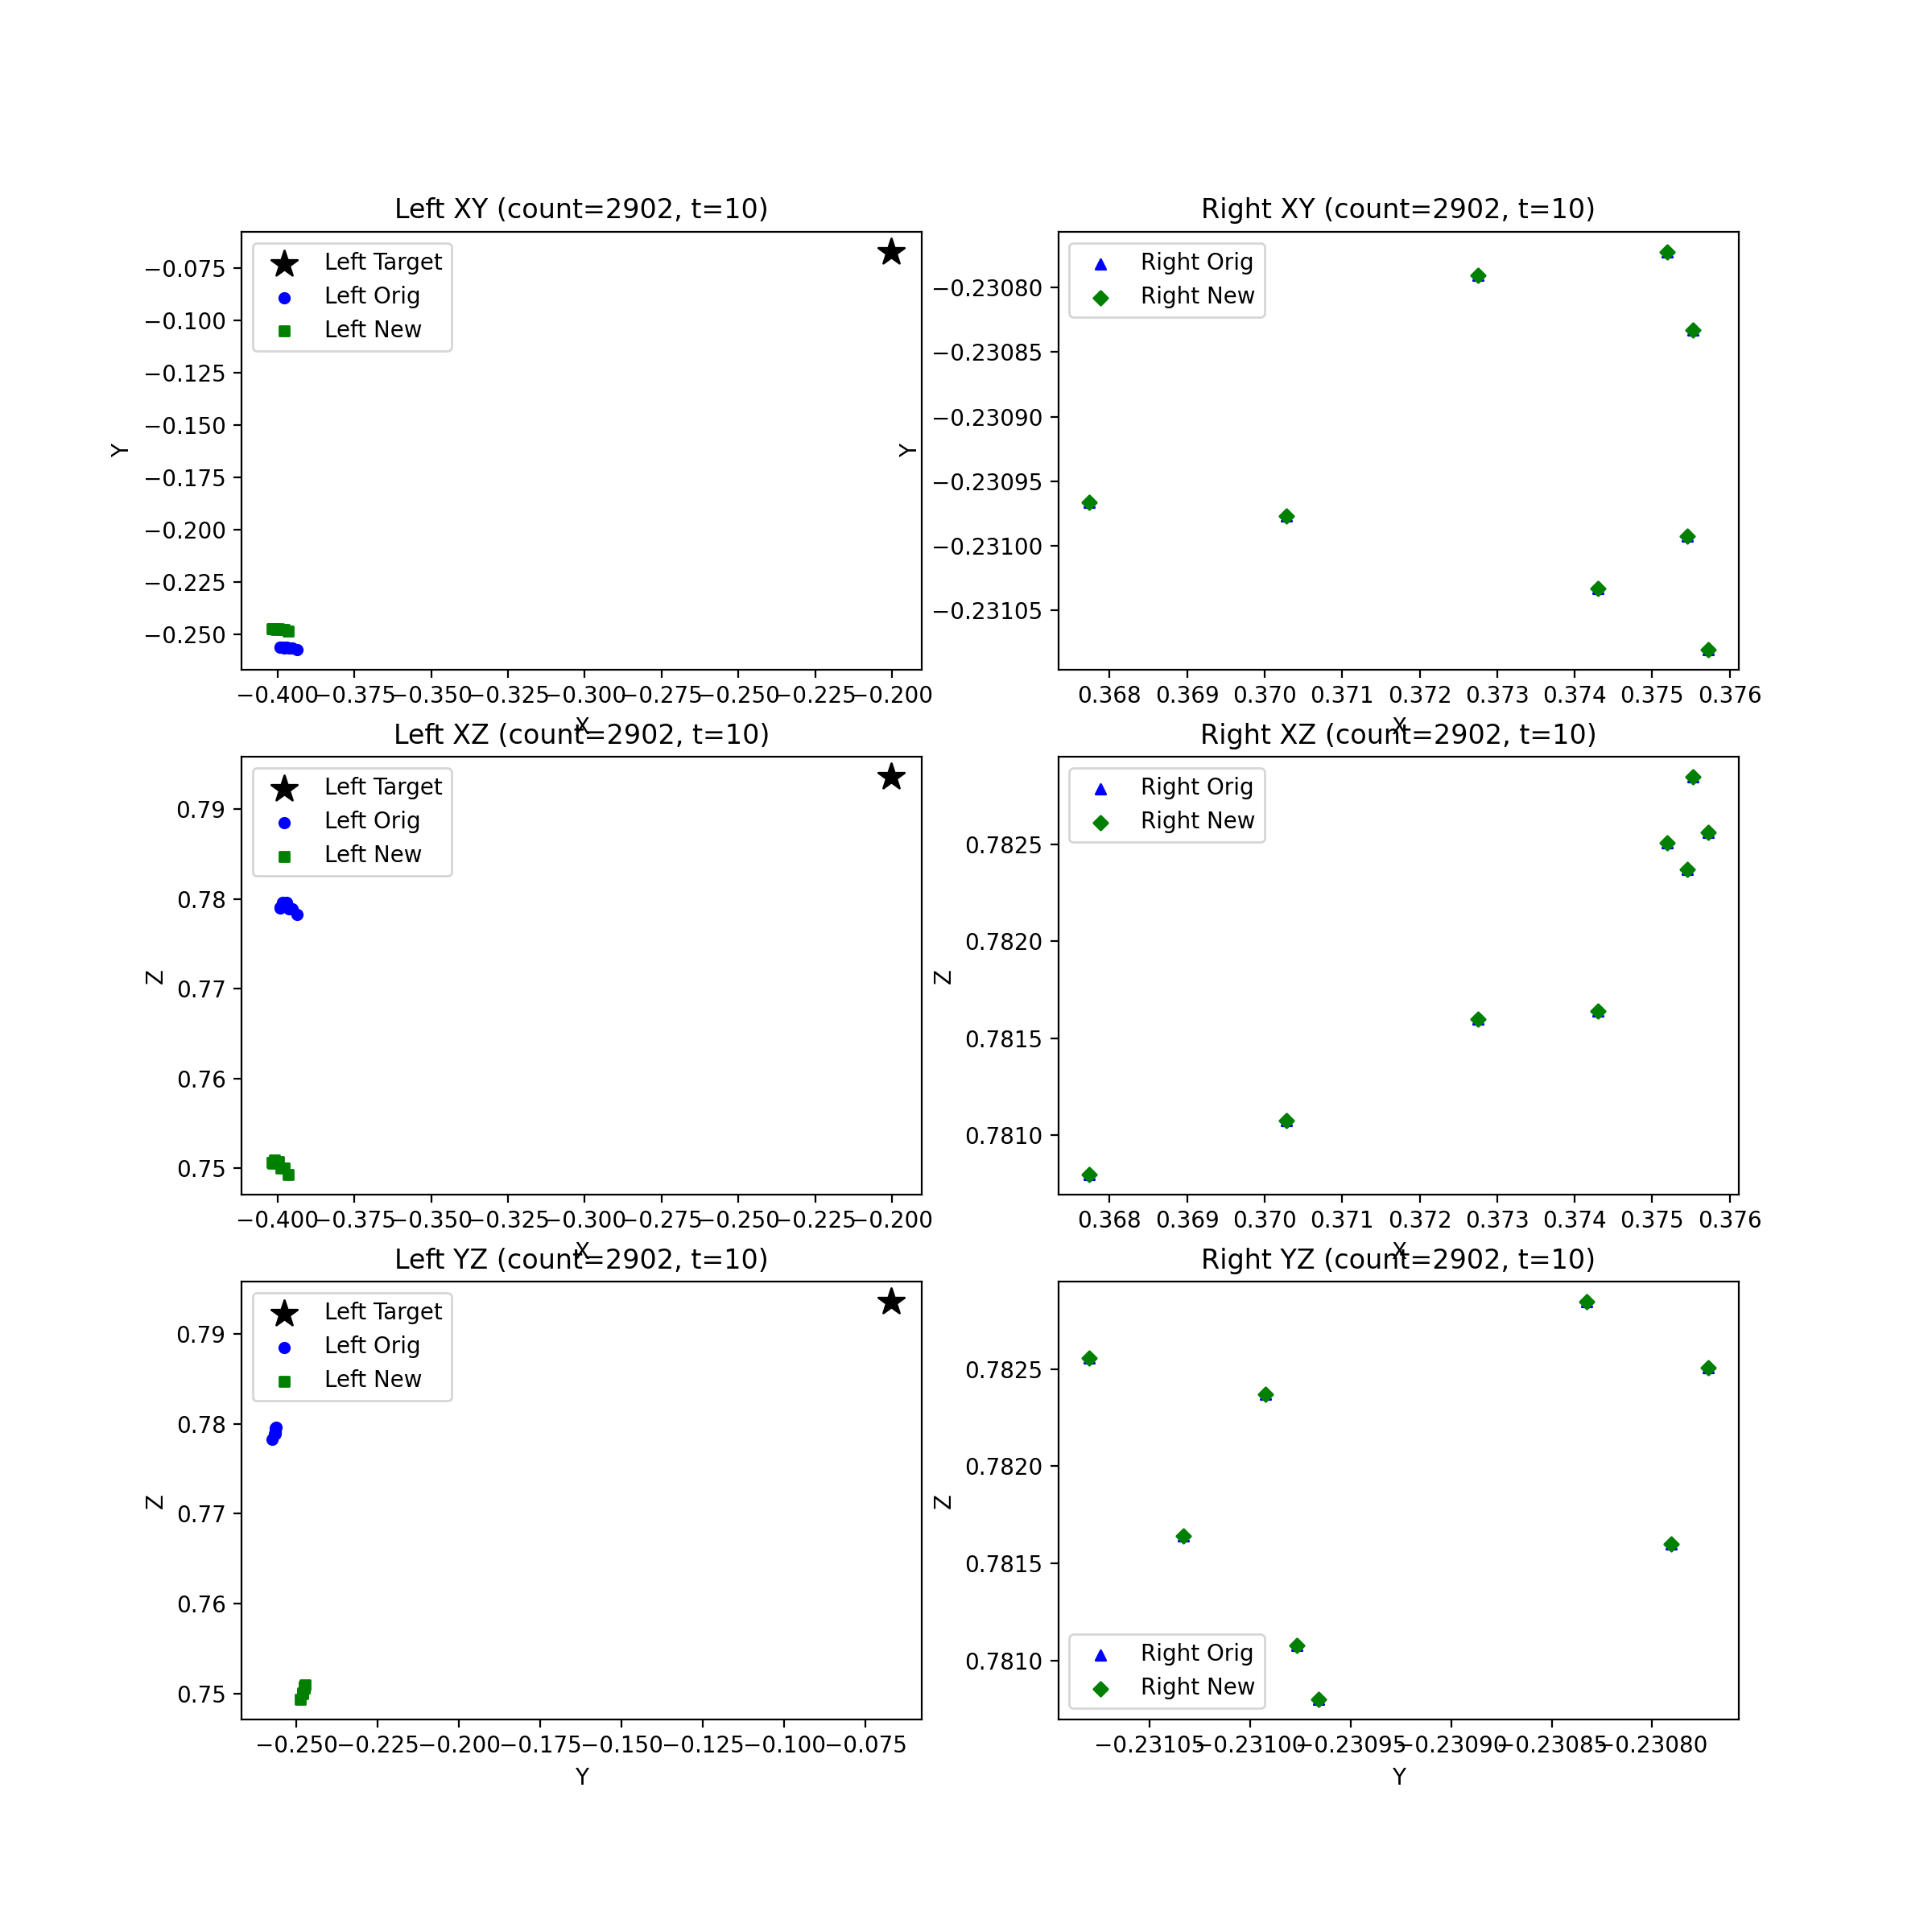 Left XY (count=2902, t=10)
Left Target
Left Orig
Left New
−0.075
−0.100
−0.125
−0.150
−0.175
−0.200
−0.225
−0.250
Y
−0.400 −0.375 −0.350 −0.325 −0.300 −0.275 −0.250 −0.225 −0.200
X
Right XY (count=2902, t=10)
Right Orig
Right New
−0.23080
−0.23085
−0.23090
−0.23095
−0.23100
−0.23105
Y
0.368 0.369 0.370 0.371 0.372 0.373 0.374 0.375 0.376
X
Left XZ (count=2902, t=10)
Left Target
Left Orig
Left New
0.79
0.78
0.77
0.76
0.75
Z
−0.400 −0.375 −0.350 −0.325 −0.300 −0.275 −0.250 −0.225 −0.200
X
Right XZ (count=2902, t=10)
Right Orig
Right New
0.7825
0.7820
0.7815
0.7810
Z
0.368 0.369 0.370 0.371 0.372 0.373 0.374 0.375 0.376
X
Left YZ (count=2902, t=10)
Left Target
Left Orig
Left New
0.79
0.78
0.77
0.76
0.75
Z
−0.250 −0.225 −0.200 −0.175 −0.150 −0.125 −0.100 −0.075
Y
Right YZ (count=2902, t=10)
0.7825
0.7820
0.7815
0.7810
Z
Right Orig
Right New
−0.23105 −0.23100 −0.23095 −0.23090 −0.23085 −0.23080
Y